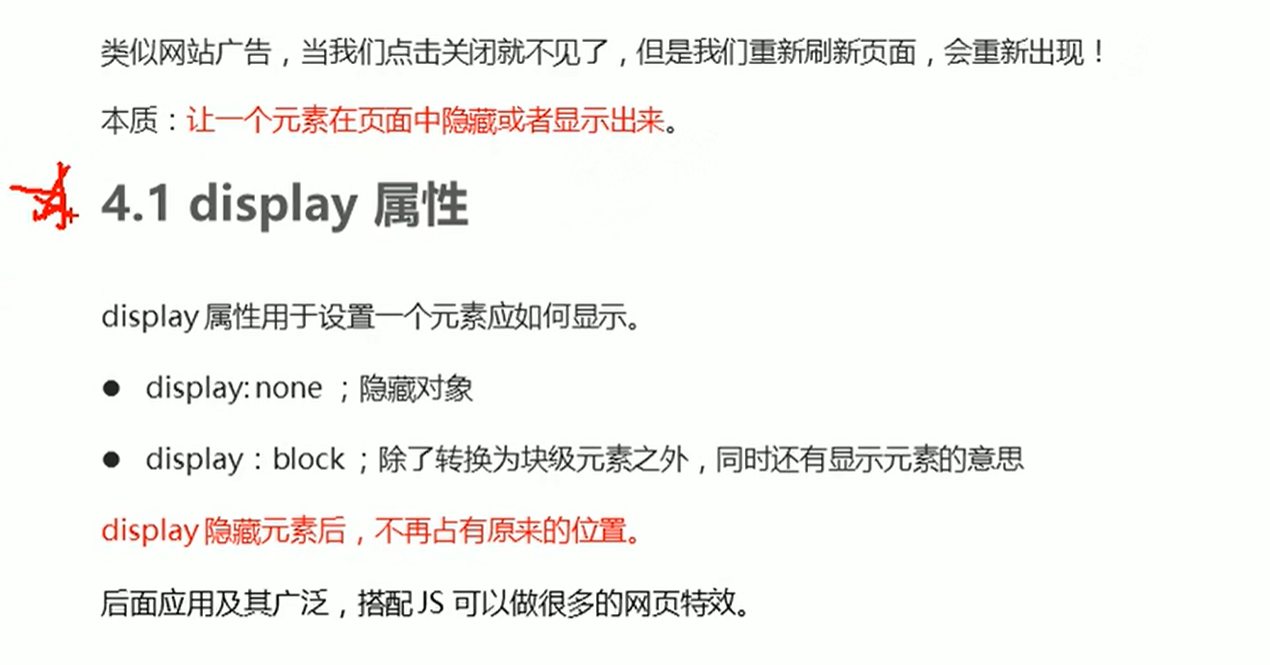 类似网站广告，当我们点击关闭就不见了，但是我们重新刷新页面，会重新出现！
本质：让一个元素在页面中隐藏或者显示出来。
4.1 display 属性
display 属性用于设置一个元素应如何显示。
● display: none ；隐藏对象
● display：block ；除了转换为块级元素之外，同时还有显示元素的意思
display 隐藏元素后，不再占有原来的位置。
后面应用及其广泛，搭配 JS 可以做很多的网页特效。